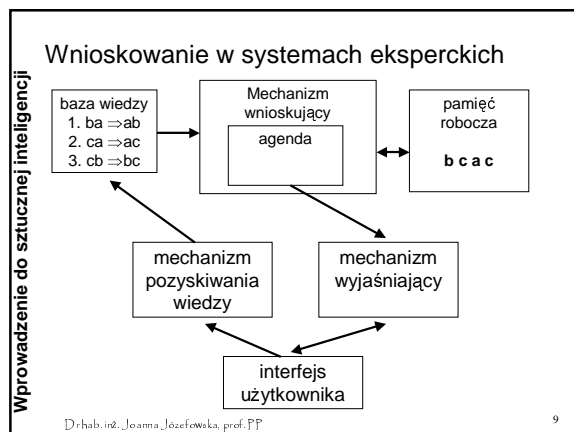 Wnioskowanie w systemach eksperckich
Wprowadzenie do sztucznej inteligencji
baza wiedzy
1. ba ⇒ab
2. ca ⇒ac
3. cb ⇒bc
Mechanizm
wnioskujący
agenda
pamięć
robocza
b c a c
mechanizm
pozyskiwania
wiedzy
mechanizm
wyjaśniający
interfejs
użytkownika
Dr hab. inż. Joanna Józefowska, prof. PP
9